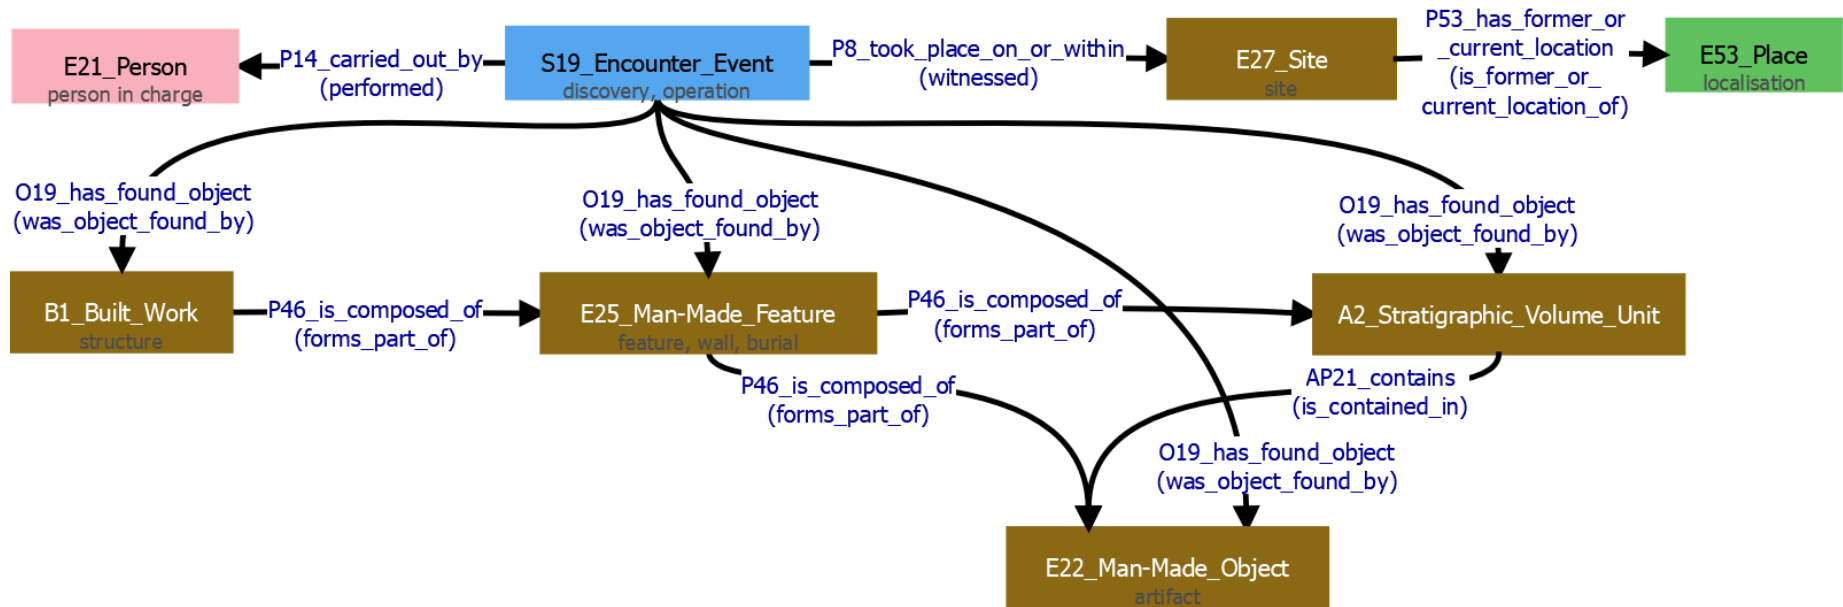 E21_Person
person in charge
P14_carried_out_by
(performed)
S19_Encounter_Event
discovery, operation
P8_took_place_on_or_within
(witnessed)
E27_Site
site
P53_has_former_or
_current_location
(is_former_or_
current_location_of)
E53_Place
localisation
O19_has_found_object
(was_object_found_by)
O19_has_found_object
(was_object_found_by)
O19_has_found_object
(was_object_found_by)
B1_Built_Work
structure
P46_is_composed_of
(forms_part_of)
E25_Man-Made_Feature
feature, wall, burial
P46_is_composed_of
(forms_part_of)
A2_Stratigraphic_Volume_Unit
P46_is_composed_of
(forms_part_of)
AP21_contains
(is_contained_in)
O19_has_found_object
(was_object_found_by)
E22_Man-Made_Object
artifact